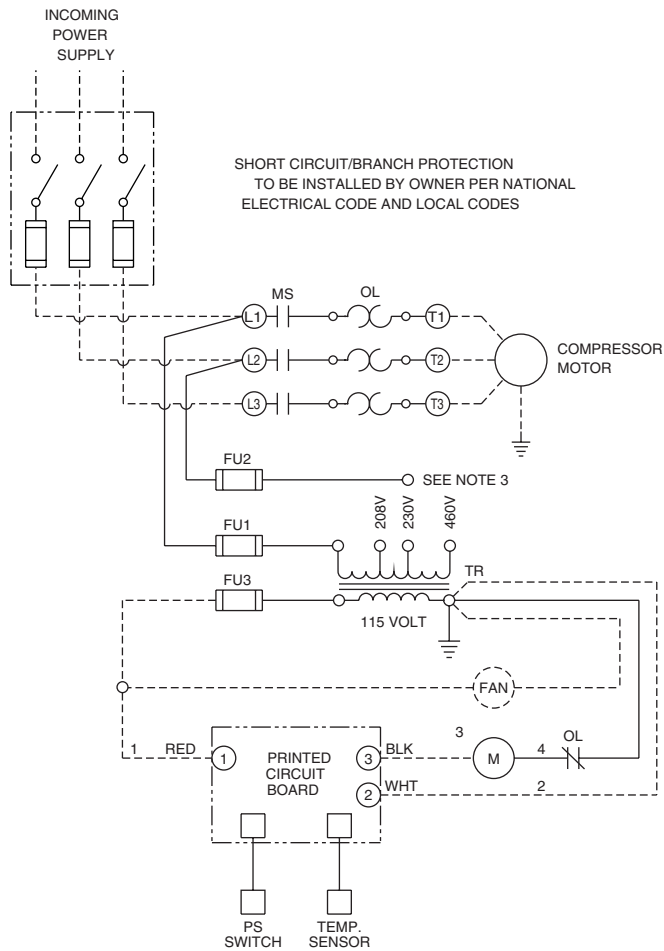 INCOMING
POWER
SUPPLY
SHORT CIRCUIT/BRANCH PROTECTION
TO BE INSTALLED BY OWNER PER NATIONAL
ELECTRICAL CODE AND LOCAL CODES
MS OL
L1 T1
L2 T2
L3 T3
COMPRESSOR
MOTOR
FU2
SEE NOTE 3
208V 230V 460V
FU1
TR
FU3
115 VOLT
FAN
1 RED 1
PRINTED
CIRCUIT
BOARD
3 BLK 3 M 4 OL
2 WHT 2
PS
SWITCH
TEMP.
SENSOR